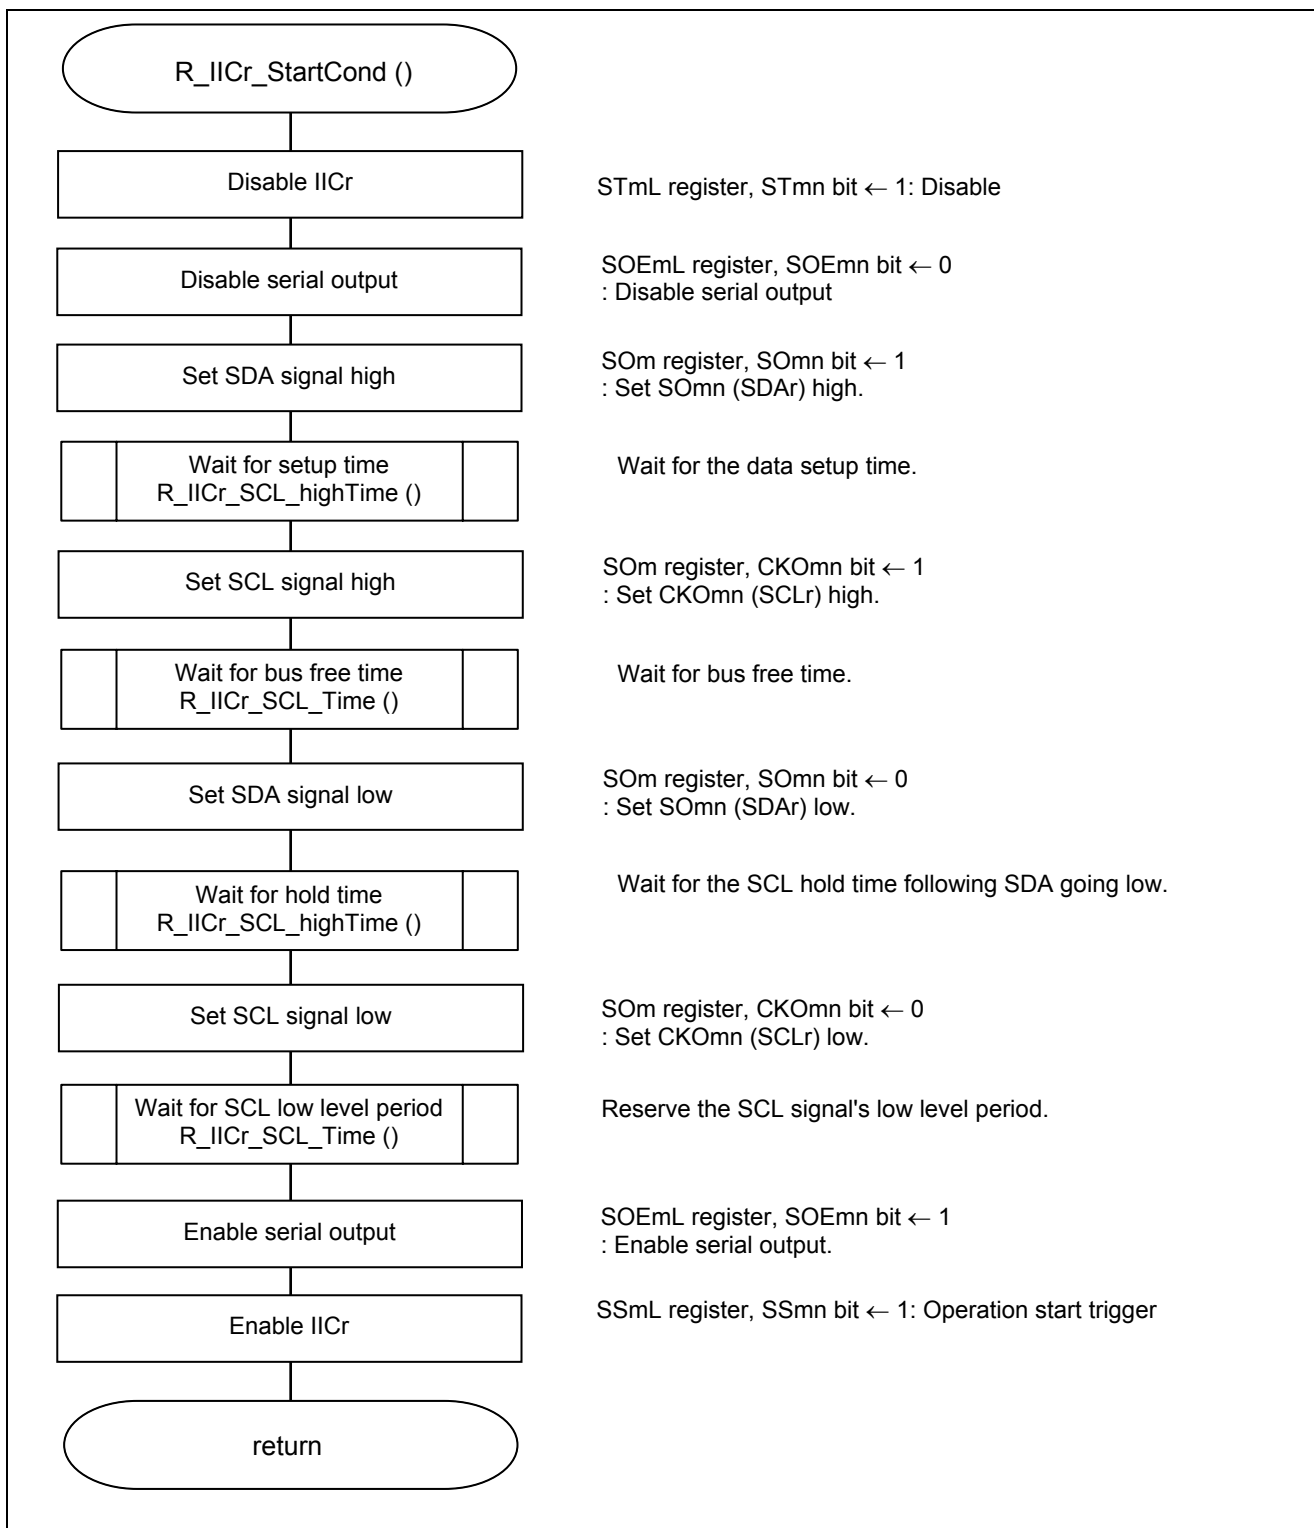 R_IICr_StartCond ()
Disable IICr
STmL register, STmn bit ← 1: Disable
Disable serial output
SOEmL register, SOEmn bit ← 0
: Disable serial output
Set SDA signal high
SOm register, SOmn bit ← 1
: Set SOmn (SDAr) high.
Wait for setup time
R_IICr_SCL_highTime ()
Wait for the data setup time.
Set SCL signal high
SOm register, CKOmn bit ← 1
: Set CKOmn (SCLr) high.
Wait for bus free time
R_IICr_SCL_Time ()
Wait for bus free time.
Set SDA signal low
SOm register, SOmn bit ← 0
: Set SOmn (SDAr) low.
Wait for hold time
R_IICr_SCL_highTime ()
Wait for the SCL hold time following SDA going low.
Set SCL signal low
SOm register, CKOmn bit ← 0
: Set CKOmn (SCLr) low.
Wait for SCL low level period
R_IICr_SCL_Time ()
Reserve the SCL signal's low level period.
Enable serial output
SOEmL register, SOEmn bit ← 1
: Enable serial output.
Enable IICr
SSmL register, SSmn bit ← 1: Operation start trigger
return